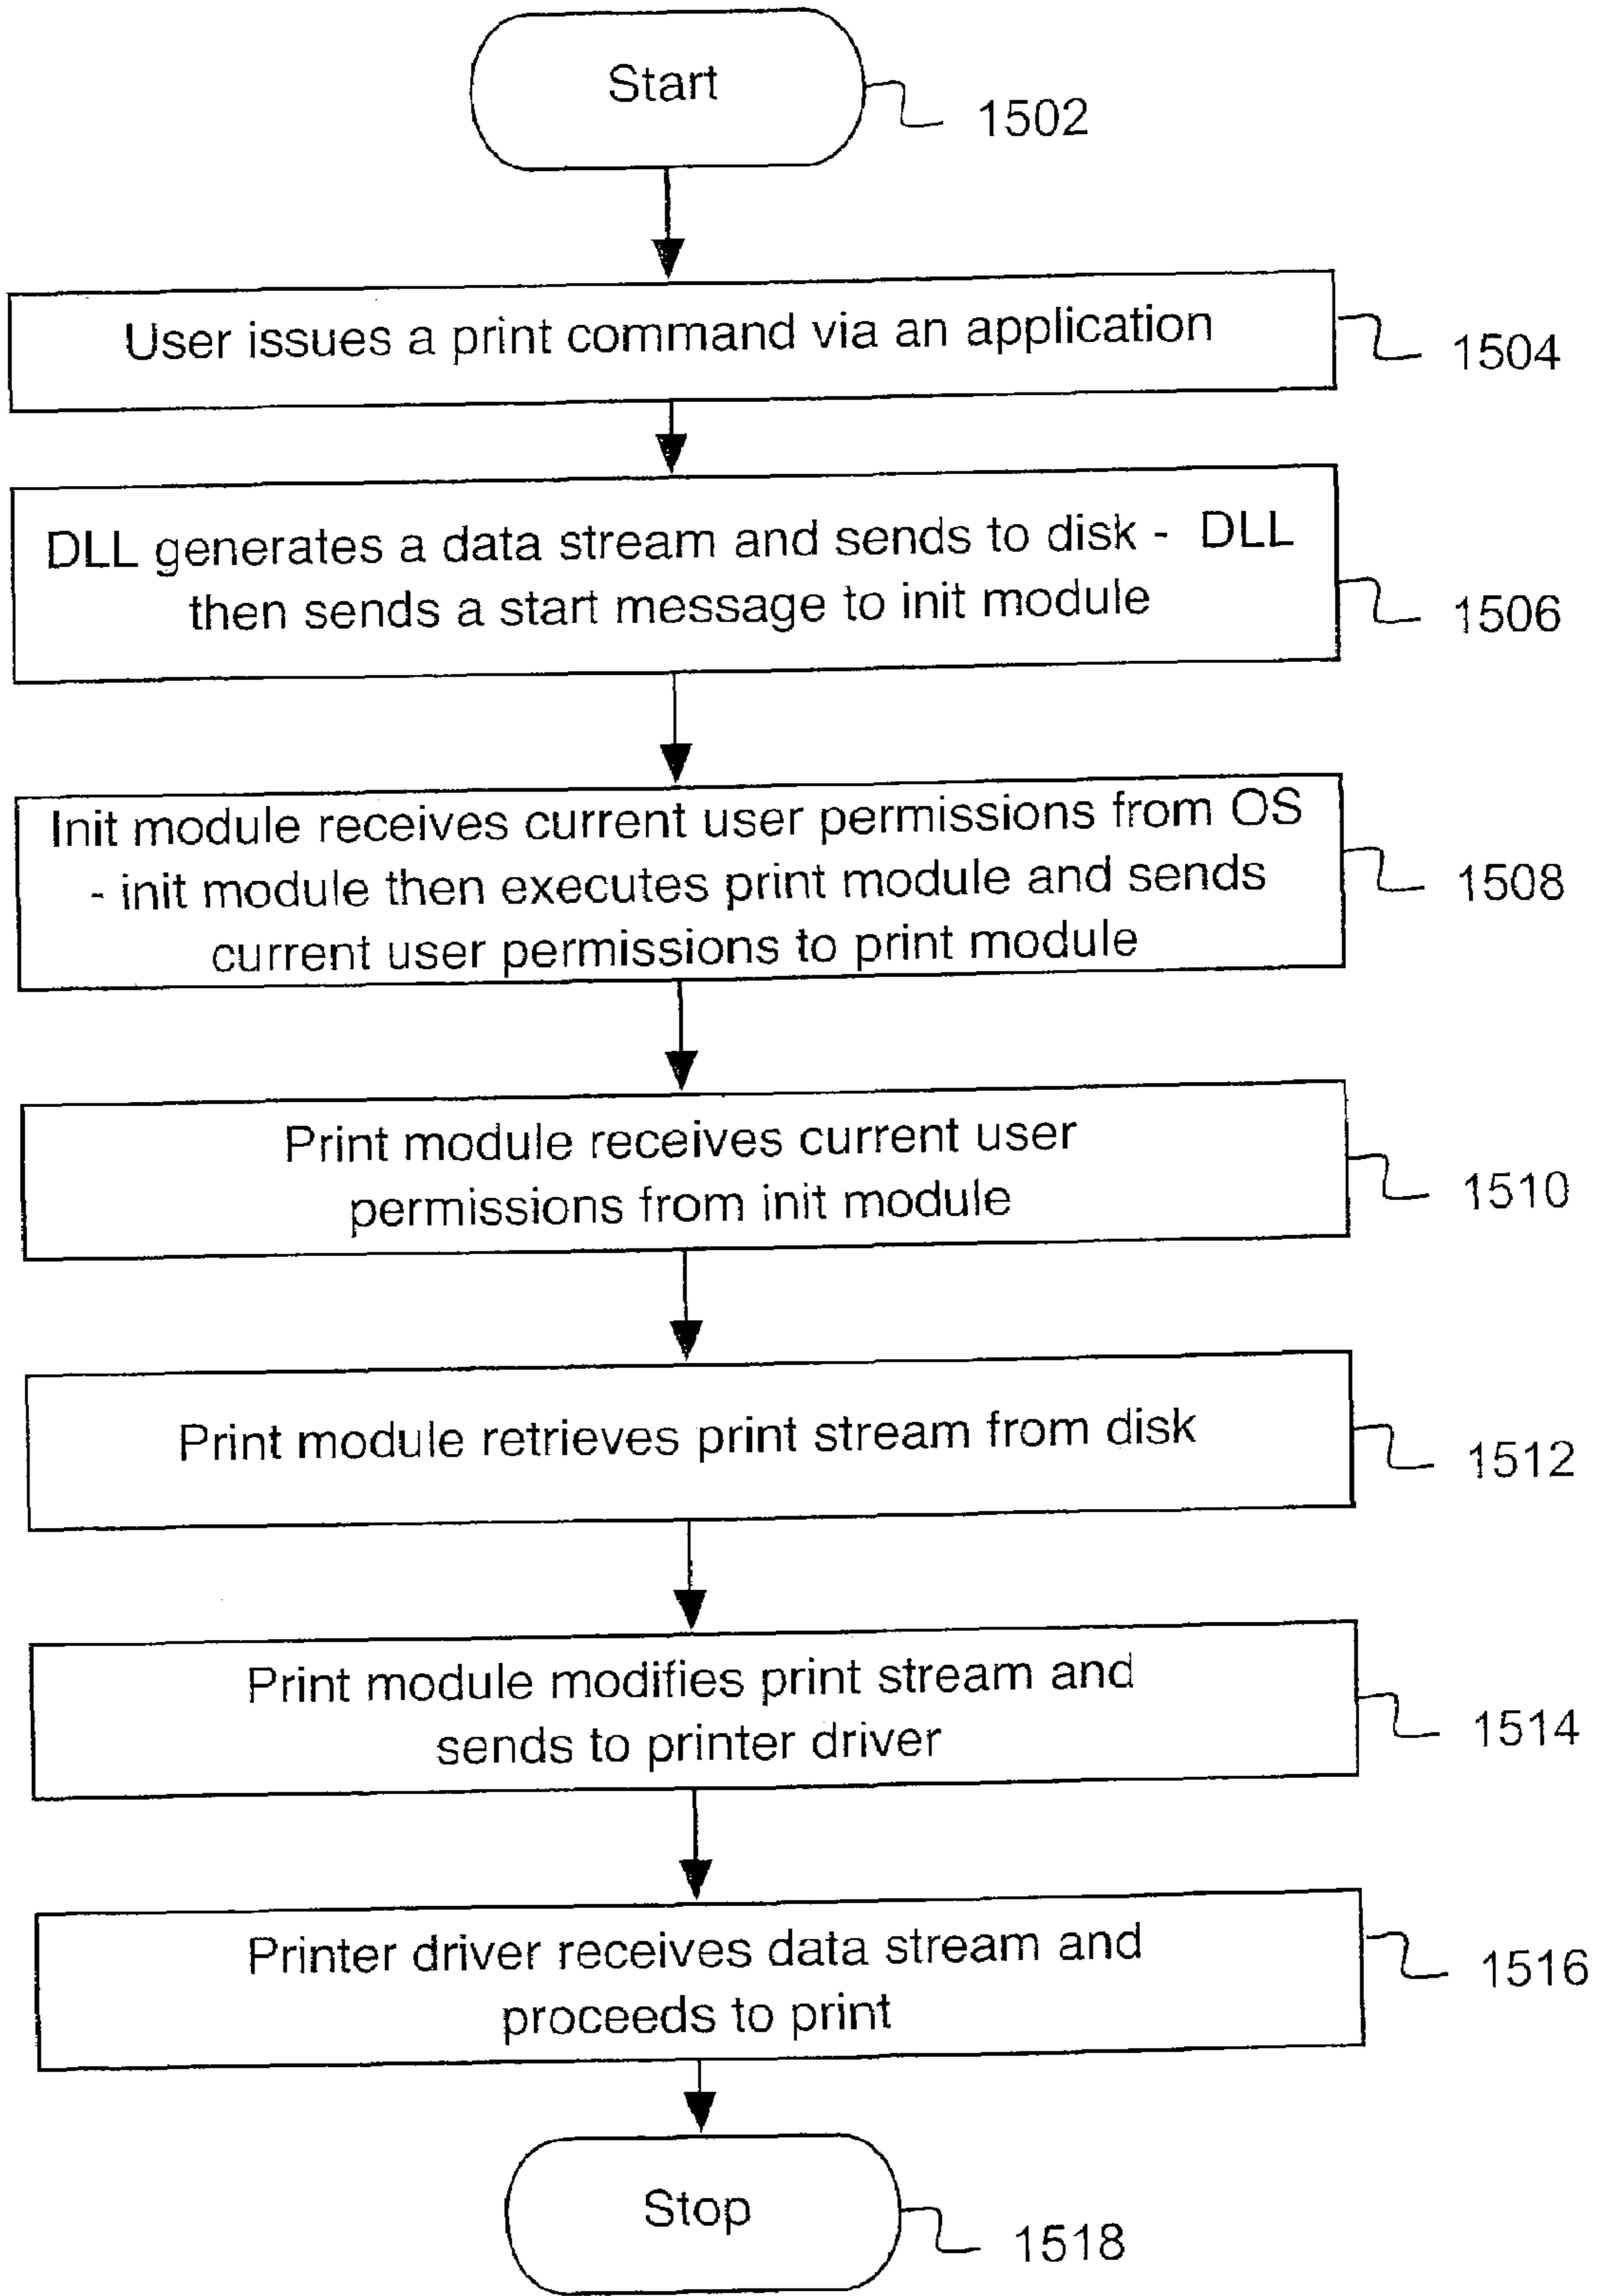 Start
1502
User issues a print command via an application
1504
DLL generates a data stream and sends to disk - DLL
then sends a start message to init module
1506
Init module receives current user permissions from OS
- init module then executes print module and sends
current user permissions to print module
1508
Print module receives current user
permissions from init module
1510
Print module retrieves print stream from disk
1512
Print module modifies print stream and
sends to printer driver
1514
Printer driver receives data stream and
proceeds to print
1516
Stop
1518